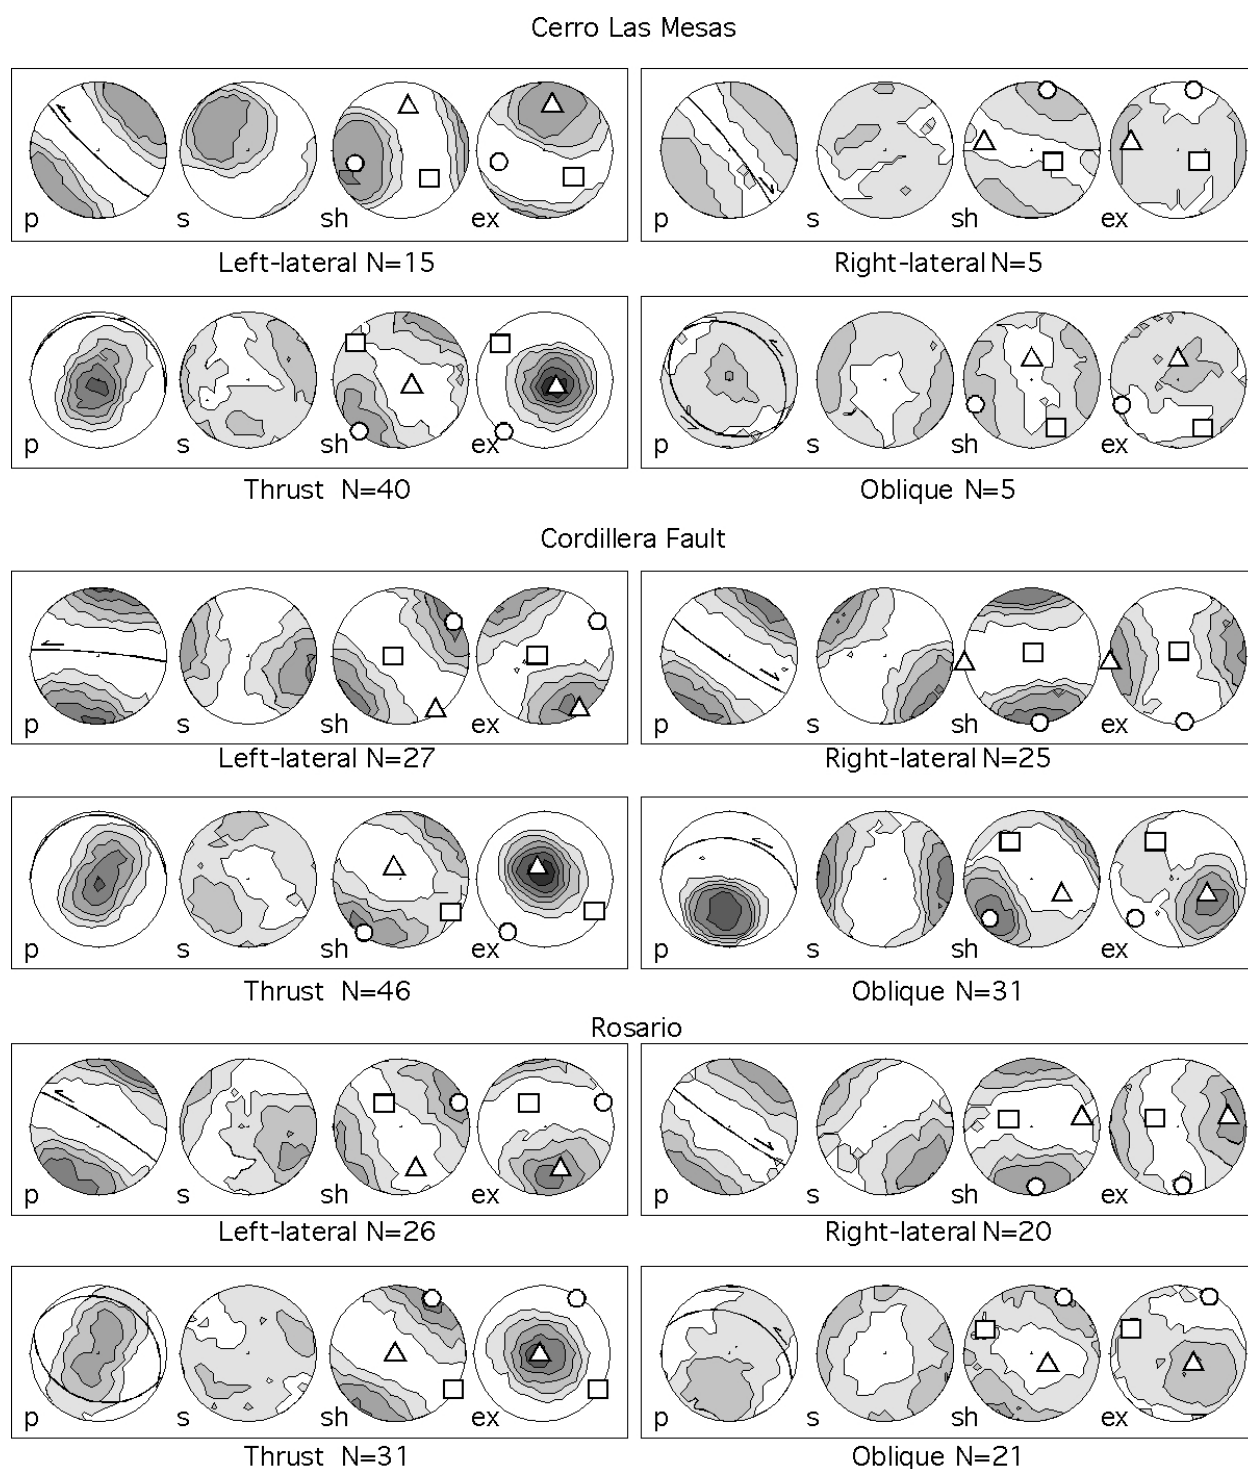 Cerro Las Mesas
p s sh ex p s sh ex
Left-lateral N=15 Right-lateral N=5
p s sh ex p s sh ex
Thrust N=40 Oblique N=5
Cordillera Fault
p s sh ex p s sh ex
Left-lateral N=27 Right-lateral N=25
p s sh ex p s sh ex
Thrust N=46 Oblique N=31
Rosario
p s sh ex p s sh ex
Left-lateral N=26 Right-lateral N=20
p s sh ex p s sh ex
Thrust N=31 Oblique N=21